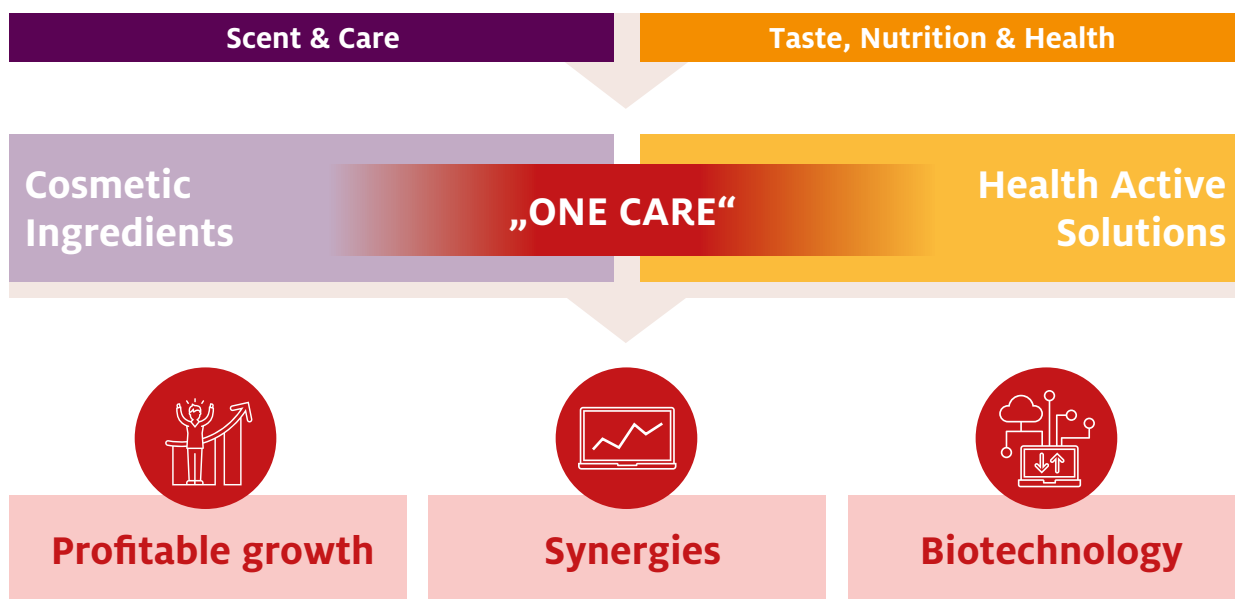 Scent & Care
Taste, Nutrition & Health
Cosmetic
Ingredients
„ONE CARE“
Health Active
Solutions
Profitable growth
Synergies
Biotechnology